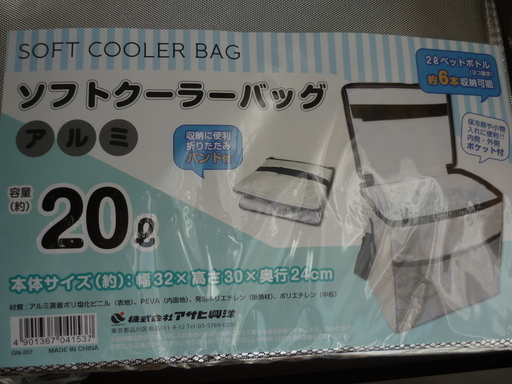 SOFT COOLER BAG
ソフトクーラーバッグ
アルミ
2ℓペットボトル
約6本収納可能
収納に便利
折りたたみ
バンド付
保冷剤や小物
入れに便利!!
内側・外側
ポケット付
容量
(約)
20ℓ
本体サイズ(約):幅32×高さ30×奥行24cm
材質:アルミ蒸着ポリ塩化ビニル(表地)、PEVA(内面地)、発泡ポリエチレン(断熱材)、ポリエチレン(中板)
株式会社アサヒ興洋
4 901367 041537
GN-207 MADE IN CHINA